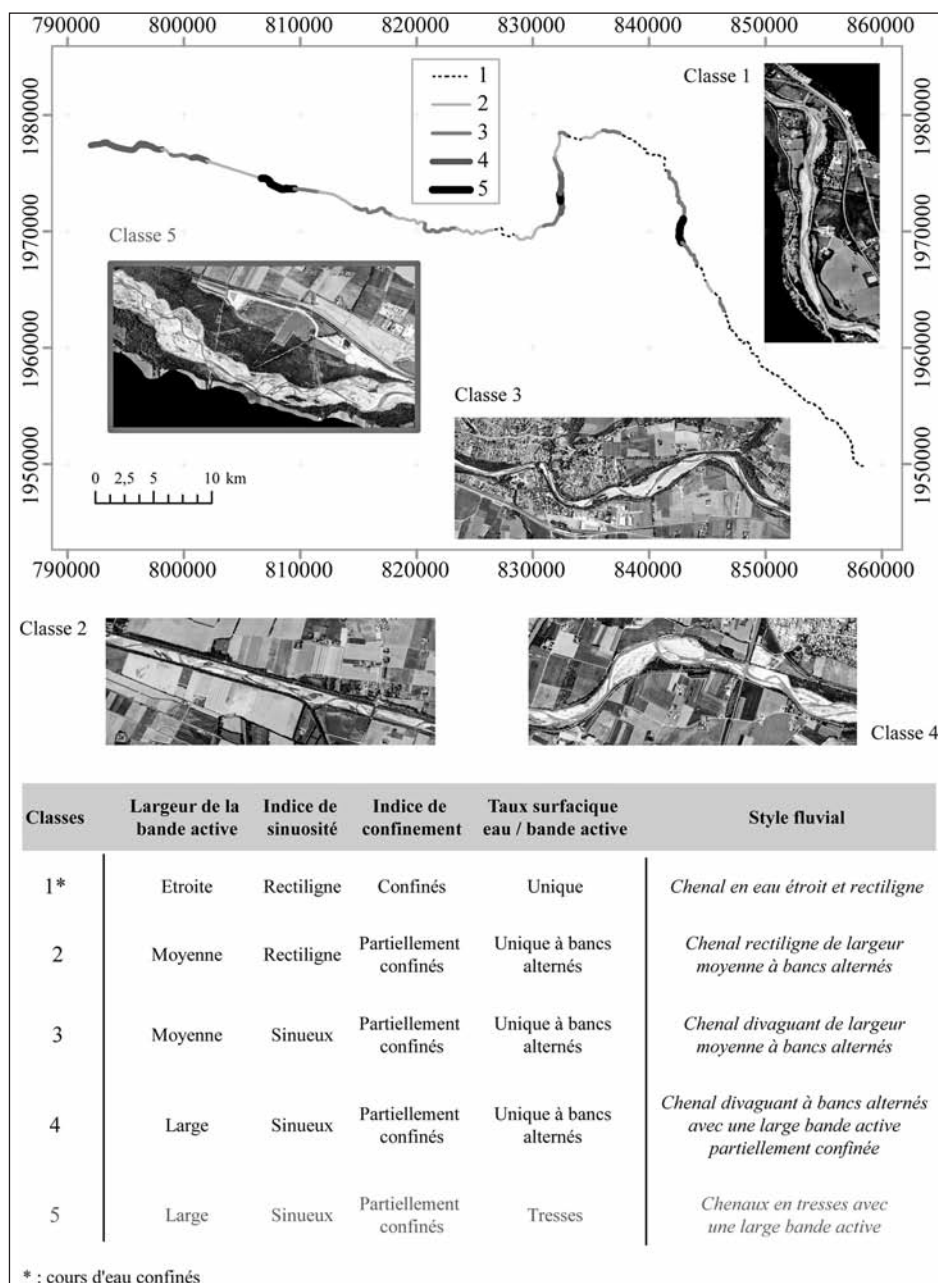 790000 800000 810000 820000 830000 840000 850000 860000
1980000
1970000
1960000
1950000
1
2
3
4
5
Classe 1
1980000
1970000
1960000
1950000
Classe 5
Classe 3
0 2,5 5 10 km
790000 800000 810000 820000 830000 840000 850000 860000
Classe 2
Classe 4
Classes
Largeur de la
bande active
Indice de
sinuosité
Indice de
confinement
Taux surfacique
eau / bande active
Style fluvial
1*
Etroite
Rectiligne
Confinés
Unique
Chenal en eau étroit et rectiligne
2
Moyenne
Rectiligne
Partiellement
confinés
Unique à bancs
alternés
Chenal rectiligne de largeur
moyenne à bancs alternés
3
Moyenne
Sinueux
Partiellement
confinés
Unique à bancs
alternés
Chenal divaguant de largeur
moyenne à bancs alternés
4
Large
Sinueux
Partiellement
confinés
Unique à bancs
alternés
Chenal divaguant à bancs alternés
avec une large bande active
partiellement confinée
5
Large
Sinueux
Partiellement
confinés
Tresses
Chenaux en tresses avec
une large bande active
* : cours d'eau confinés